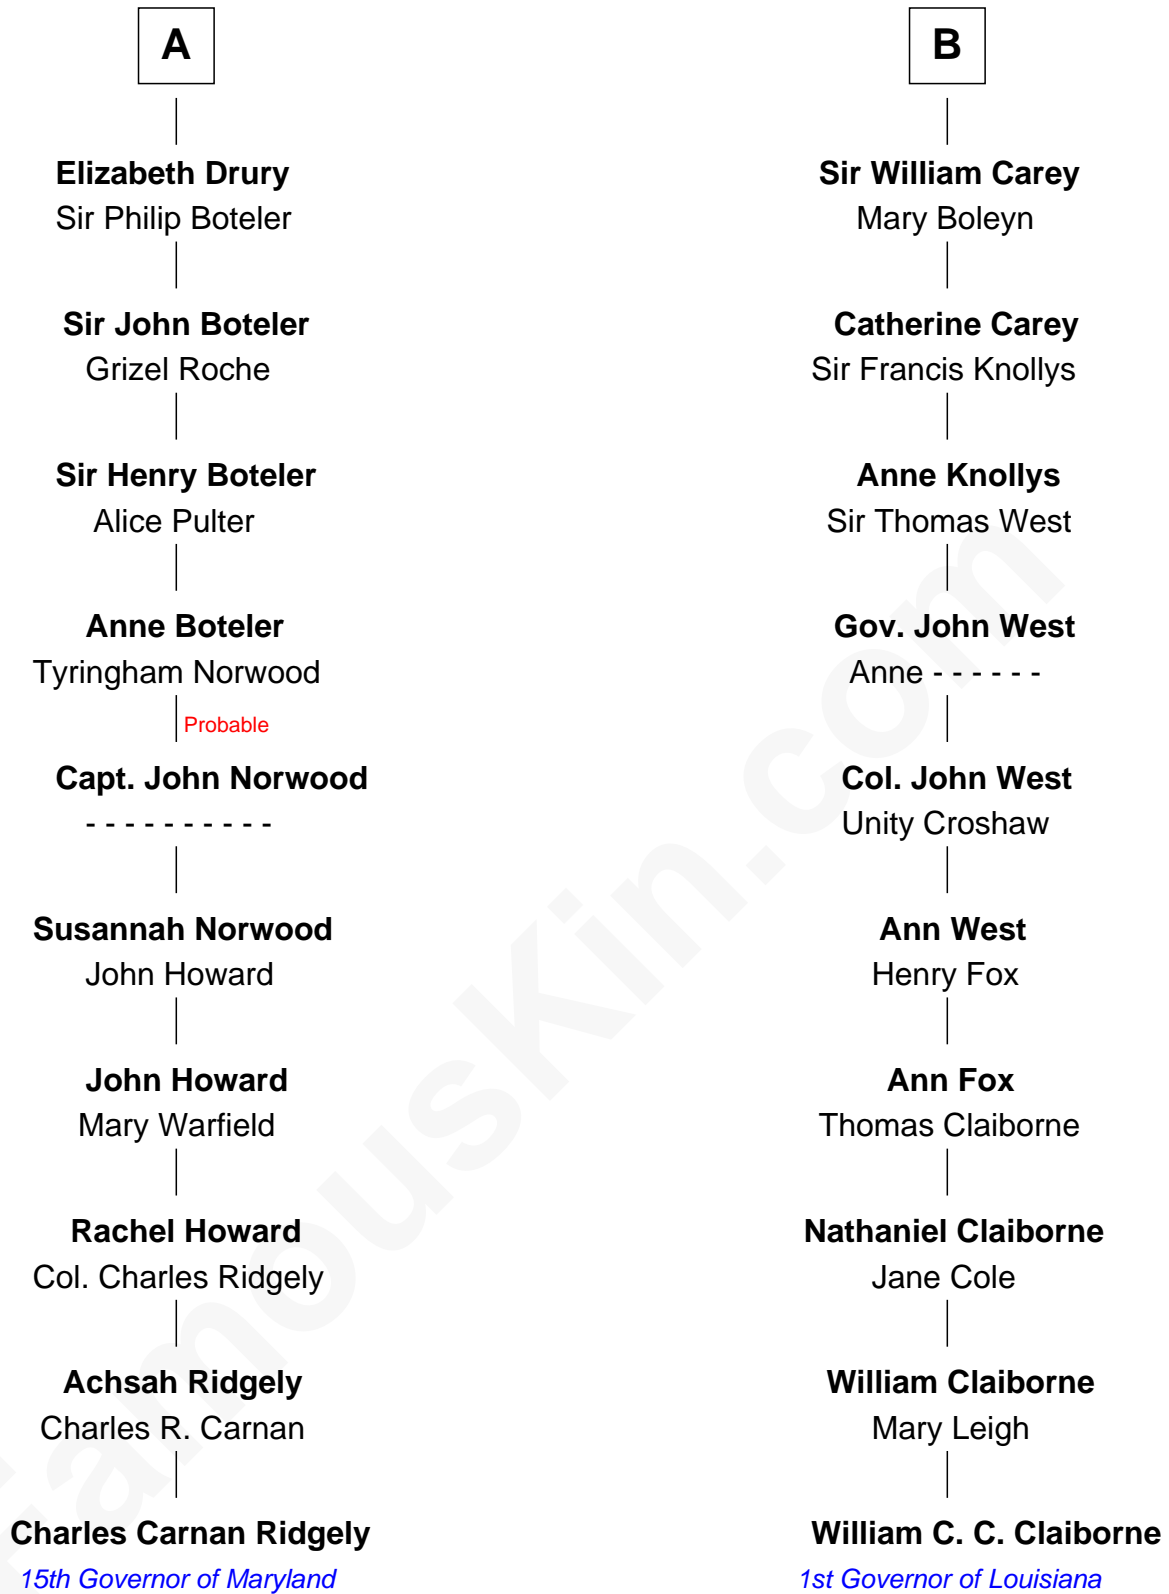 A
Elizabeth Drury
Sir Philip Boteler
Sir John Boteler
Grizel Roche
Sir Henry Boteler
Alice Pulter
Anne Boteler
Tyringham Norwood
Probable
Capt. John Norwood
- - - - - - - - - -
Susannah Norwood
John Howard
John Howard
Mary Warfield
Rachel Howard
Col. Charles Ridgely
Achsah Ridgely
Charles R. Carnan
Charles Carnan Ridgely
15th Governor of Maryland
B
Sir William Carey
Mary Boleyn
Catherine Carey
Sir Francis Knollys
Anne Knollys
Sir Thomas West
Gov. John West
Anne - - - - - -
Col. John West
Unity Croshaw
Ann West
Henry Fox
Ann Fox
Thomas Claiborne
Nathaniel Claiborne
Jane Cole
William Claiborne
Mary Leigh
William C. C. Claiborne
1st Governor of Louisiana
FamousKin.com